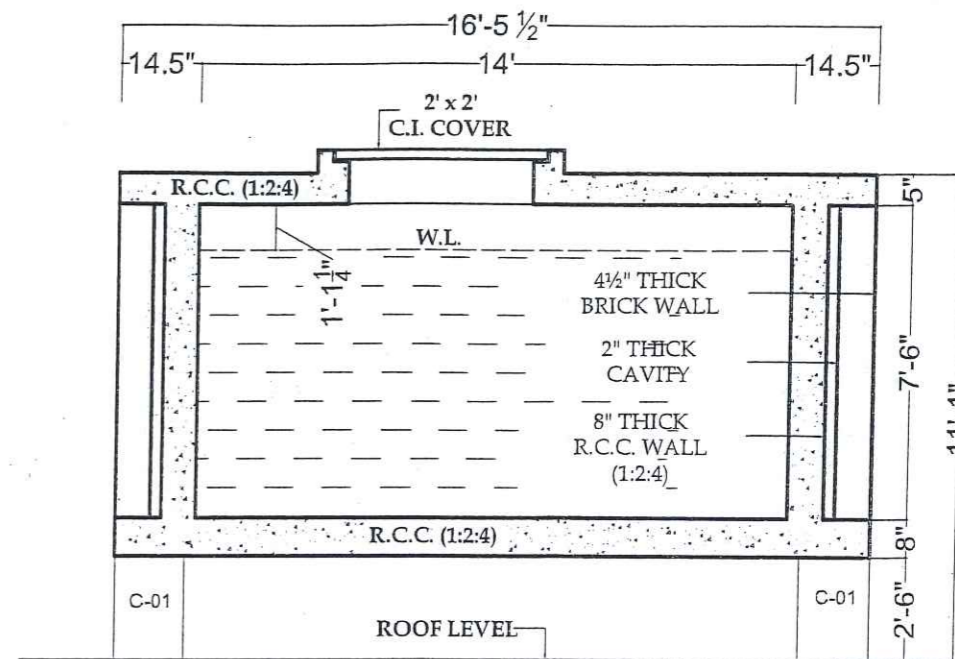 16'-5 ½"
14.5"
14'
14.5"
2' x 2'
C.I. COVER
R.C.C. (1:2:4)
5"
W.L.
1'-1 1/4"
4½" THICK
BRICK WALL
2" THICK
CAVITY
7'-6"
8" THICK
R.C.C. WALL
(1:2:4)
R.C.C. (1:2:4)
8"
C-01
C-01
2'-6"
ROOF LEVEL